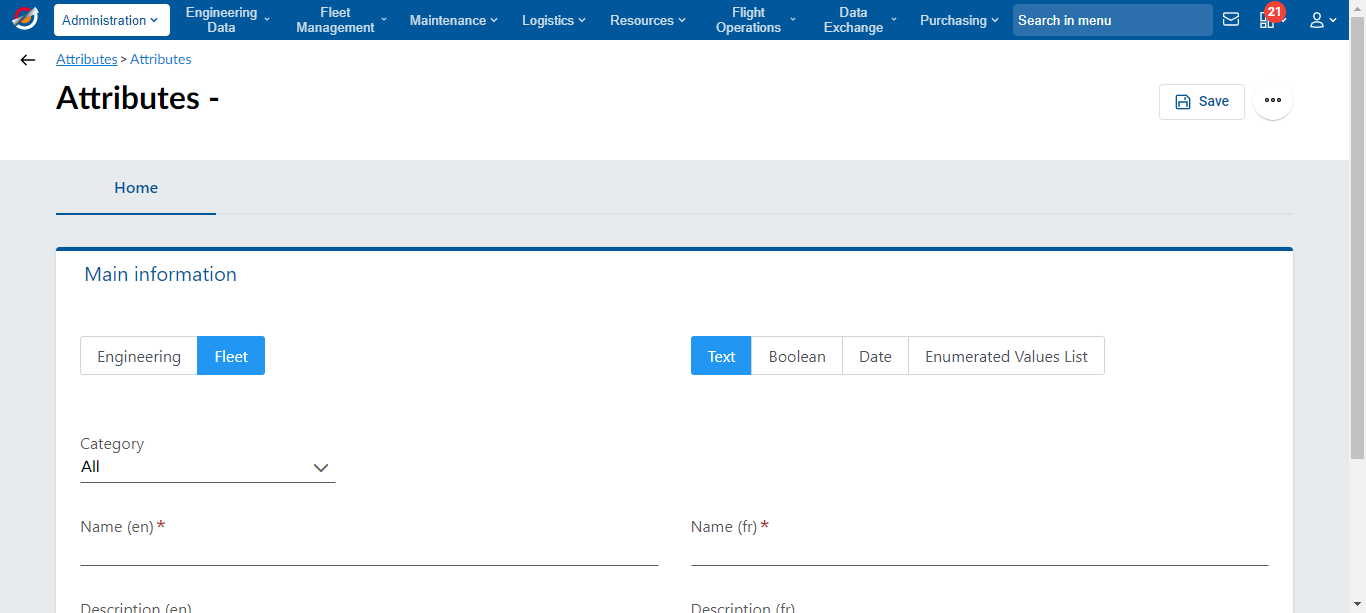 Administration
Engineering
Data
Fleet
Management
Maintenance
Logistics
Resources
Flight
Operations
Data
Exchange
Purchasing
Search in menu
21
Attributes > Attributes
Attributes -
Save
Home
Main information
Engineering
Fleet
Text
Boolean
Date
Enumerated Values List
Category
All
Name (en) *
Name (fr) *
Description (en)
Description (fr)